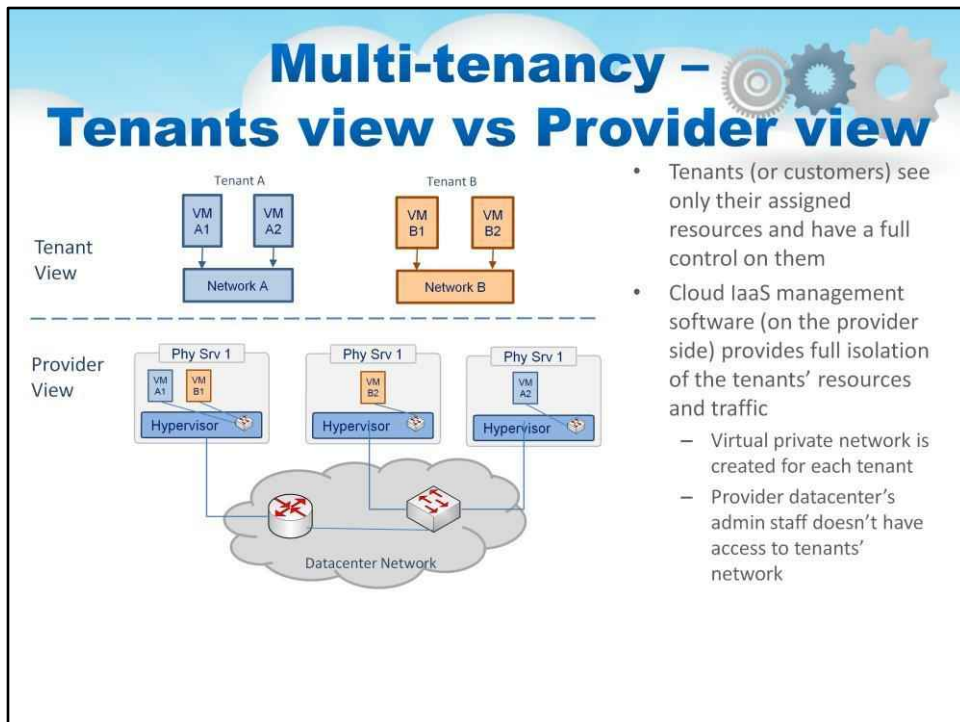 Multi-tenancy –
Tenants view vs Provider view
Tenant A
Tenant B
VM
A1
VM
A2
VM
B1
VM
B2
Tenant
View
Network A
Network B
Provider
View
Phy Srv 1
Phy Srv 1
Phy Srv 1
VM
A1
VM
B1
VM
B2
VM
A2
Hypervisor
Hypervisor
Hypervisor
Datacenter Network
• Tenants (or customers) see
only their assigned
resources and have a full
control on them
• Cloud IaaS management
software (on the provider
side) provides full isolation
of the tenants’ resources
and traffic
– Virtual private network is
created for each tenant
– Provider datacenter’s
admin staff doesn’t have
access to tenants’
network